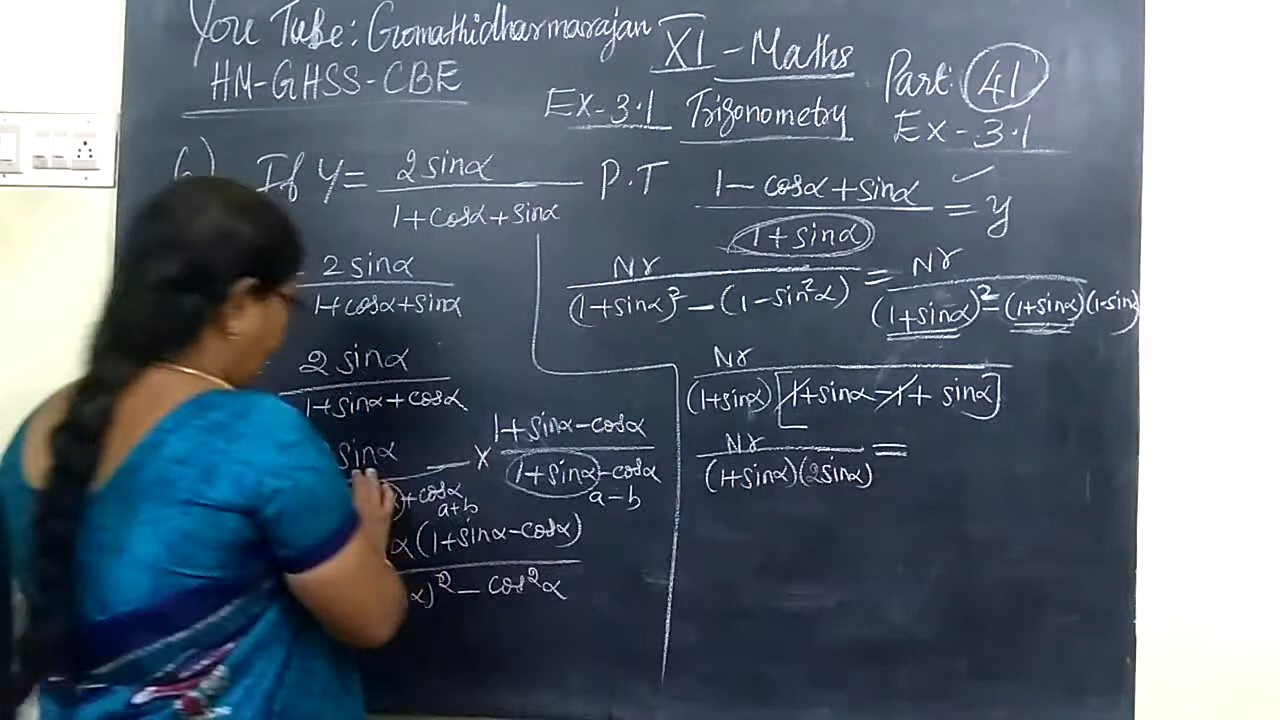 You Tube: Gomathidharmarajan
HM-GHSS-CBE
XI - Maths
Part 41
Ex-3.1 Trigonometry Ex-3.1
If y = 2 sinα / 1+cosα+sinα P.T 1-cosα+sinα / 1+sinα = y
2 sinα / 1+cosα+sinα
2 sinα / 1+sinα+cosα
sinα / +cosα × 1+sinα-cosα / 1+sinα-cosα
a+b a-b
α(1+sinα-cosα) / α)² - cos²α
Nr / (1+sinα)² - (1-sin²α) = Nr / (1+sinα)² - (1+sinα)(1-sinα)
Nr / (1+sinα)[1+sinα-1+sinα]
Nr / (1+sinα)(2sinα) =